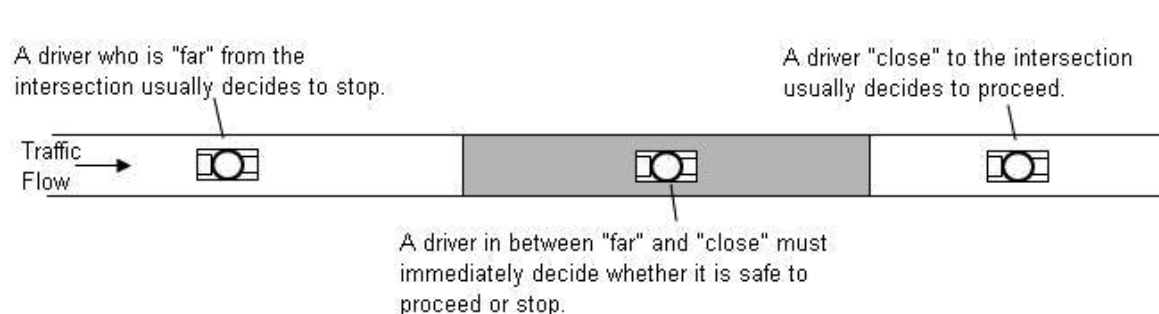 A driver who is "far" from the
intersection usually decides to stop.
A driver "close" to the intersection
usually decides to proceed.
Traffic
Flow
A driver in between "far" and "close" must
immediately decide whether it is safe to
proceed or stop.